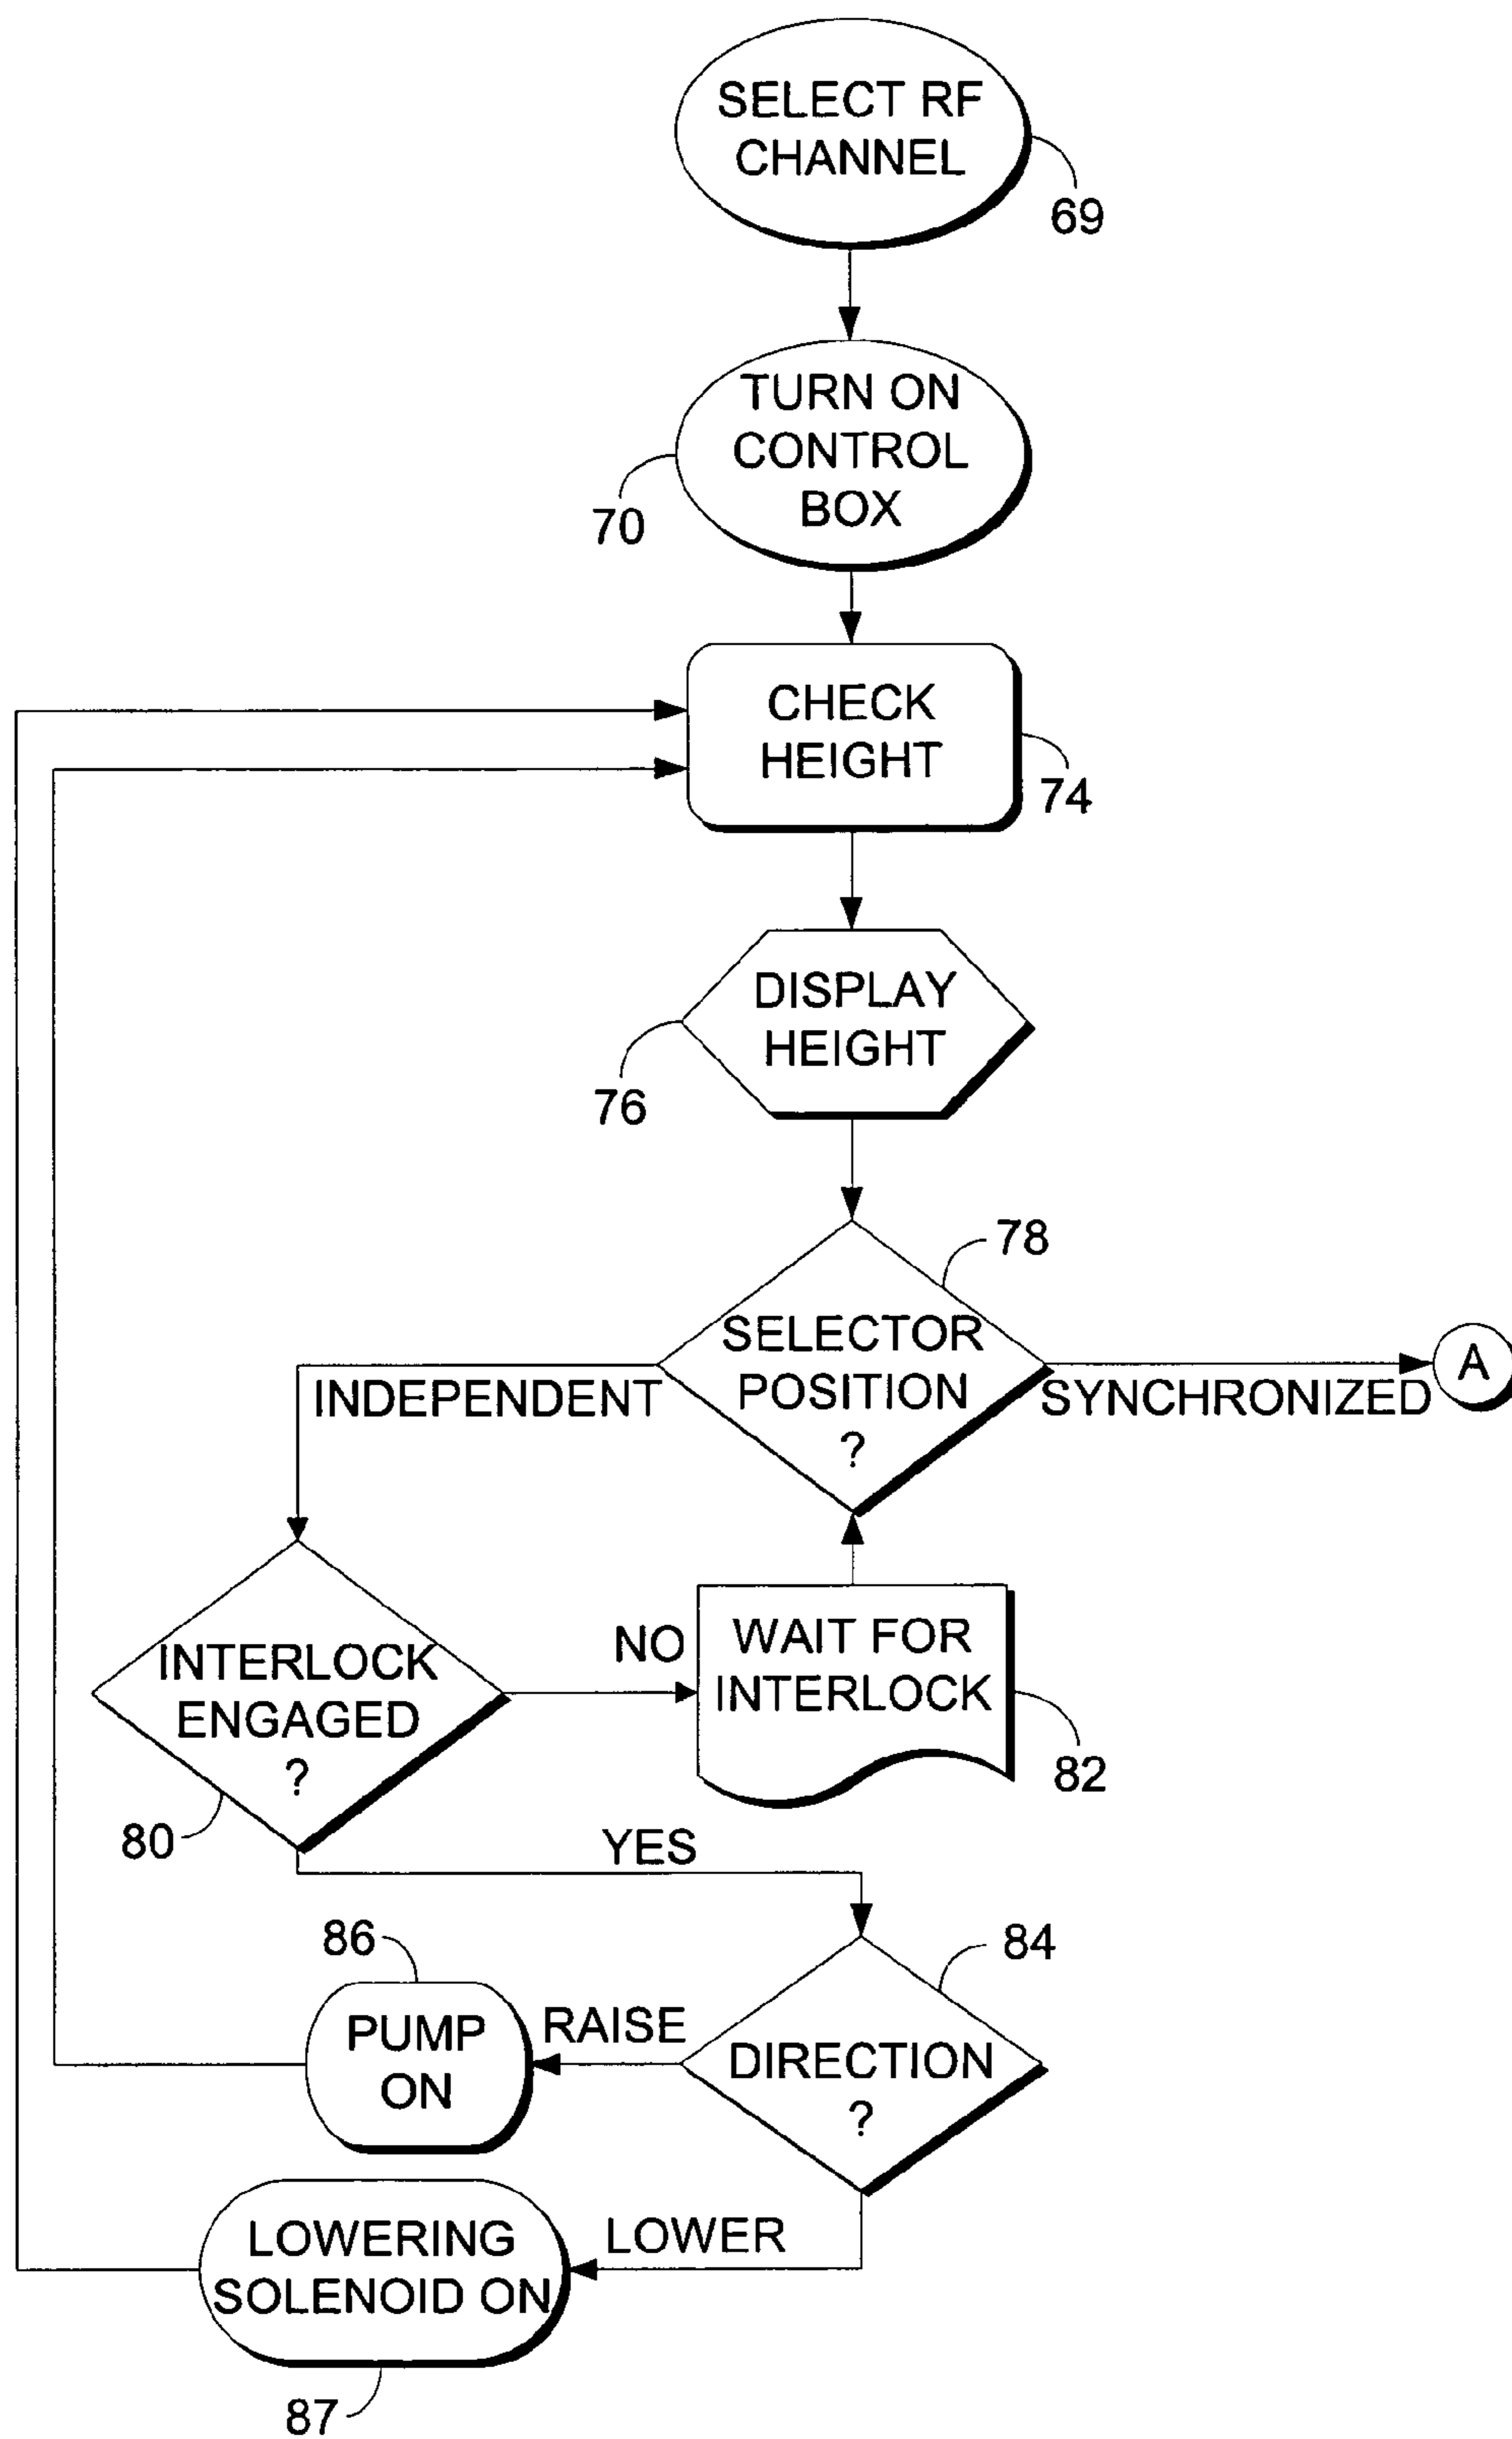 SELECT RF
CHANNEL
69
TURN ON
CONTROL
BOX
70
CHECK
HEIGHT
74
DISPLAY
HEIGHT
76
78
SELECTOR
POSITION
?
INDEPENDENT
SYNCHRONIZED
A
INTERLOCK
ENGAGED
?
80
NO
WAIT FOR
INTERLOCK
82
YES
86
PUMP
ON
RAISE
84
DIRECTION
?
LOWERING
SOLENOID ON
LOWER
87